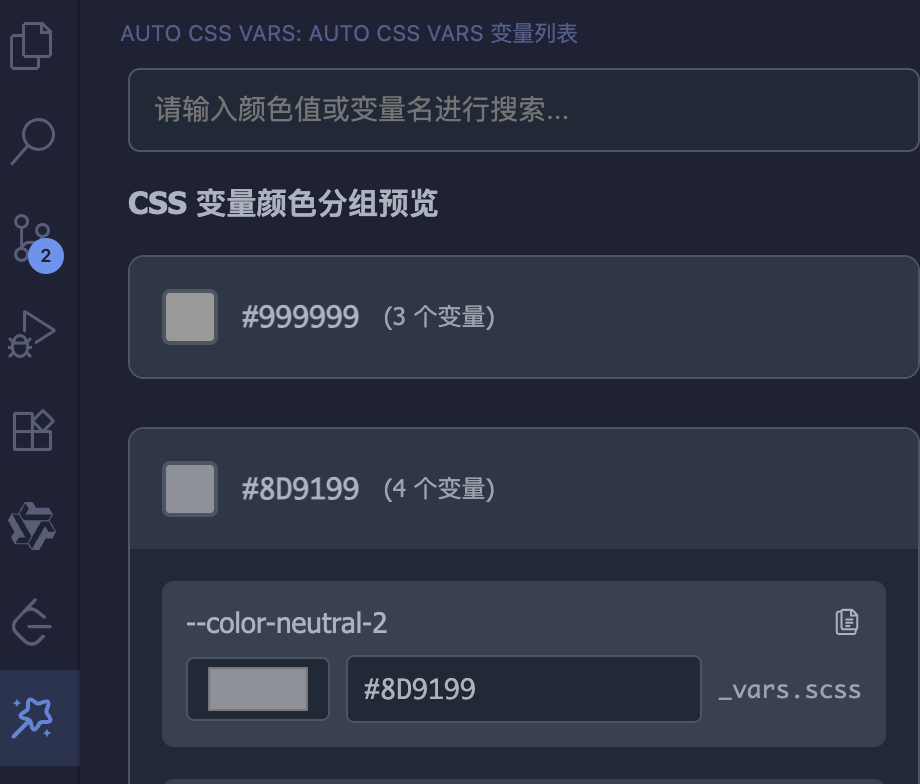 AUTO CSS VARS: AUTO CSS VARS 变量列表
请输入颜色值或变量名进行搜索...
CSS 变量颜色分组预览
2
#999999 (3 个变量)
#8D9199 (4 个变量)
--color-neutral-2
#8D9199 _vars.scss